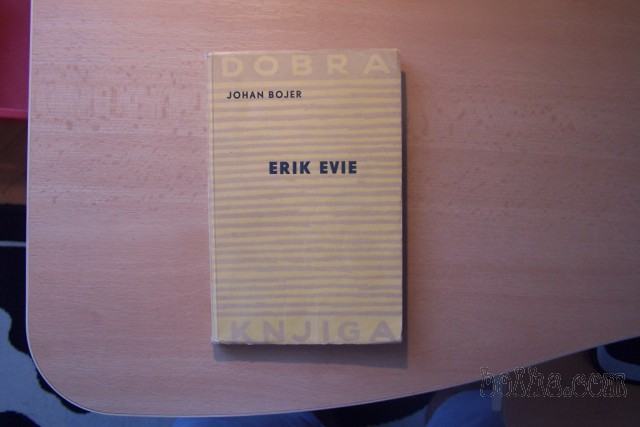 DOBRA
JOHAN BOJER
ERIK EVIE
KNJIGA
bolha.com